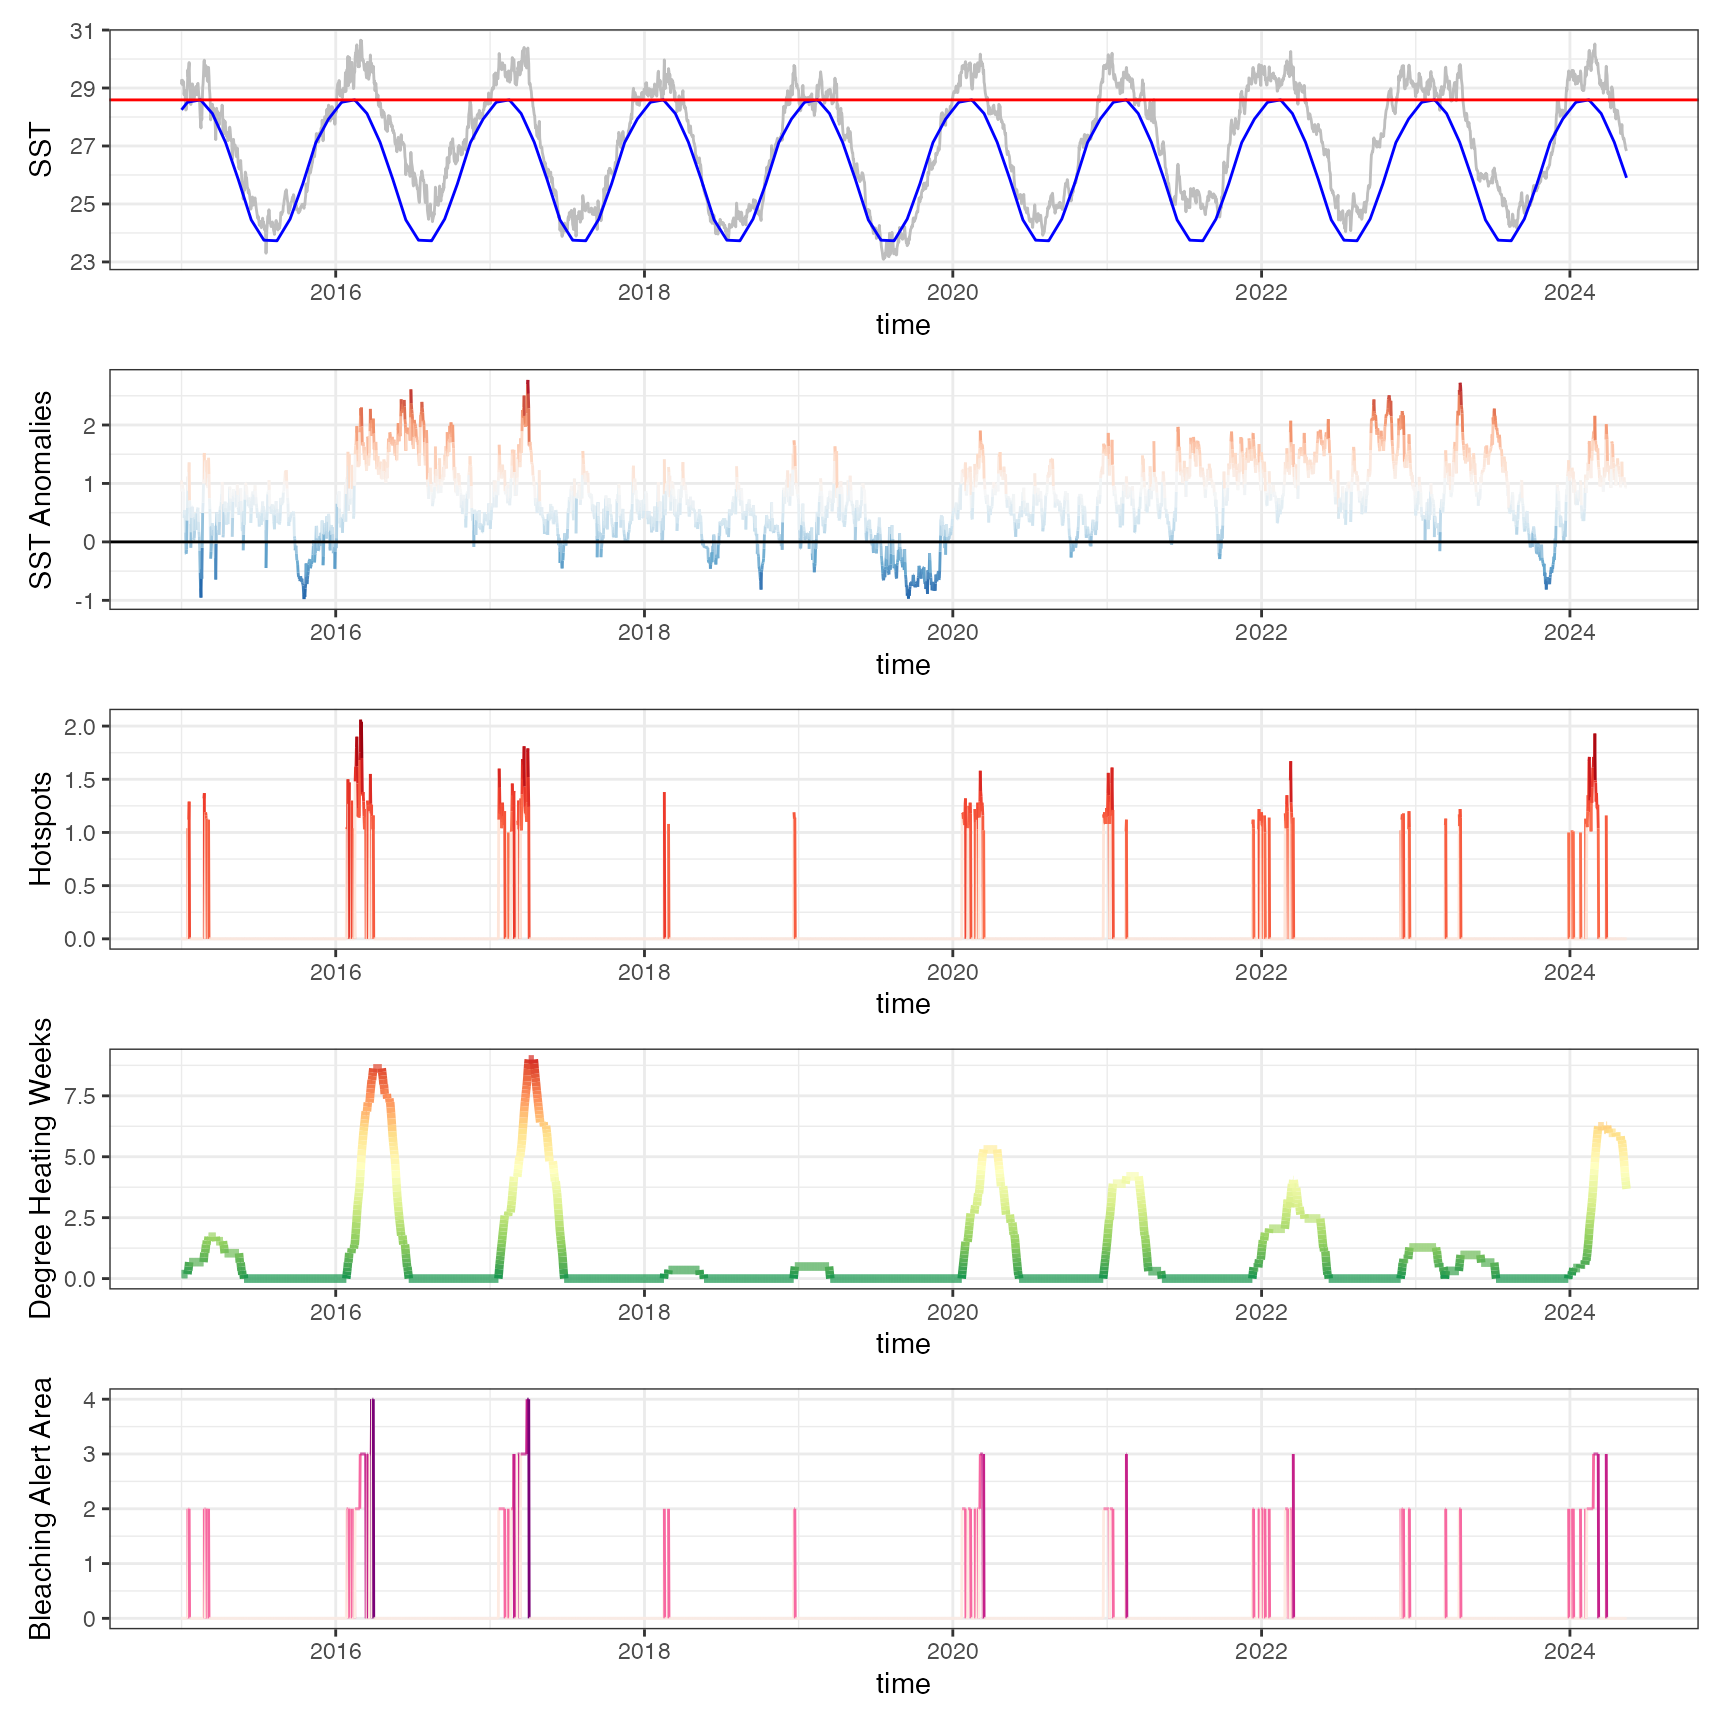 SST
31
29
27
25
23
2016 2018 2020 2022 2024
time
SST Anomalies
2
1
0
-1
2016 2018 2020 2022 2024
time
Hotspots
2.0
1.5
1.0
0.5
0.0
2016 2018 2020 2022 2024
time
Degree Heating Weeks
7.5
5.0
2.5
0.0
2016 2018 2020 2022 2024
time
Bleaching Alert Area
4
3
2
1
0
2016 2018 2020 2022 2024
time